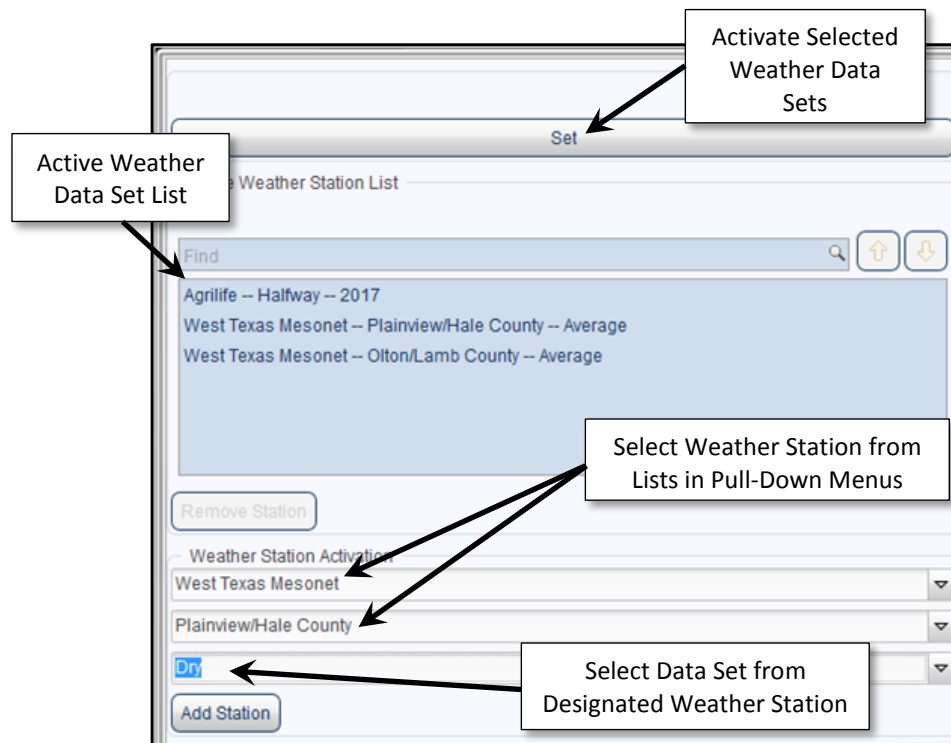 Activate Selected
Weather Data
Sets
Set
Active Weather
Data Set List
Weather Station List
Find
Agrilife -- Halfway -- 2017
West Texas Mesonet -- Plainview/Hale County -- Average
West Texas Mesonet -- Olton/Lamb County -- Average
Select Weather Station from
Lists in Pull-Down Menus
Remove Station
Weather Station Activation
West Texas Mesonet
Plainview/Hale County
Dry
Select Data Set from
Designated Weather Station
Add Station